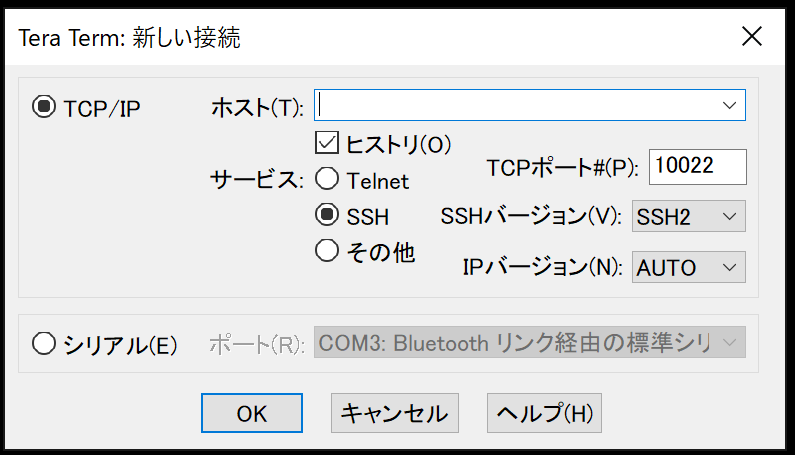 Tera Term: 新しい接続
TCP/IP ホスト(T):
ヒストリ(O)
サービス: Telnet TCPポート#(P): 10022
SSH SSHバージョン(V): SSH2
その他 IPバージョン(N): AUTO
シリアル(E) ポート(R): COM3: Bluetooth リンク経由の標準シリ
OK キャンセル ヘルプ(H)